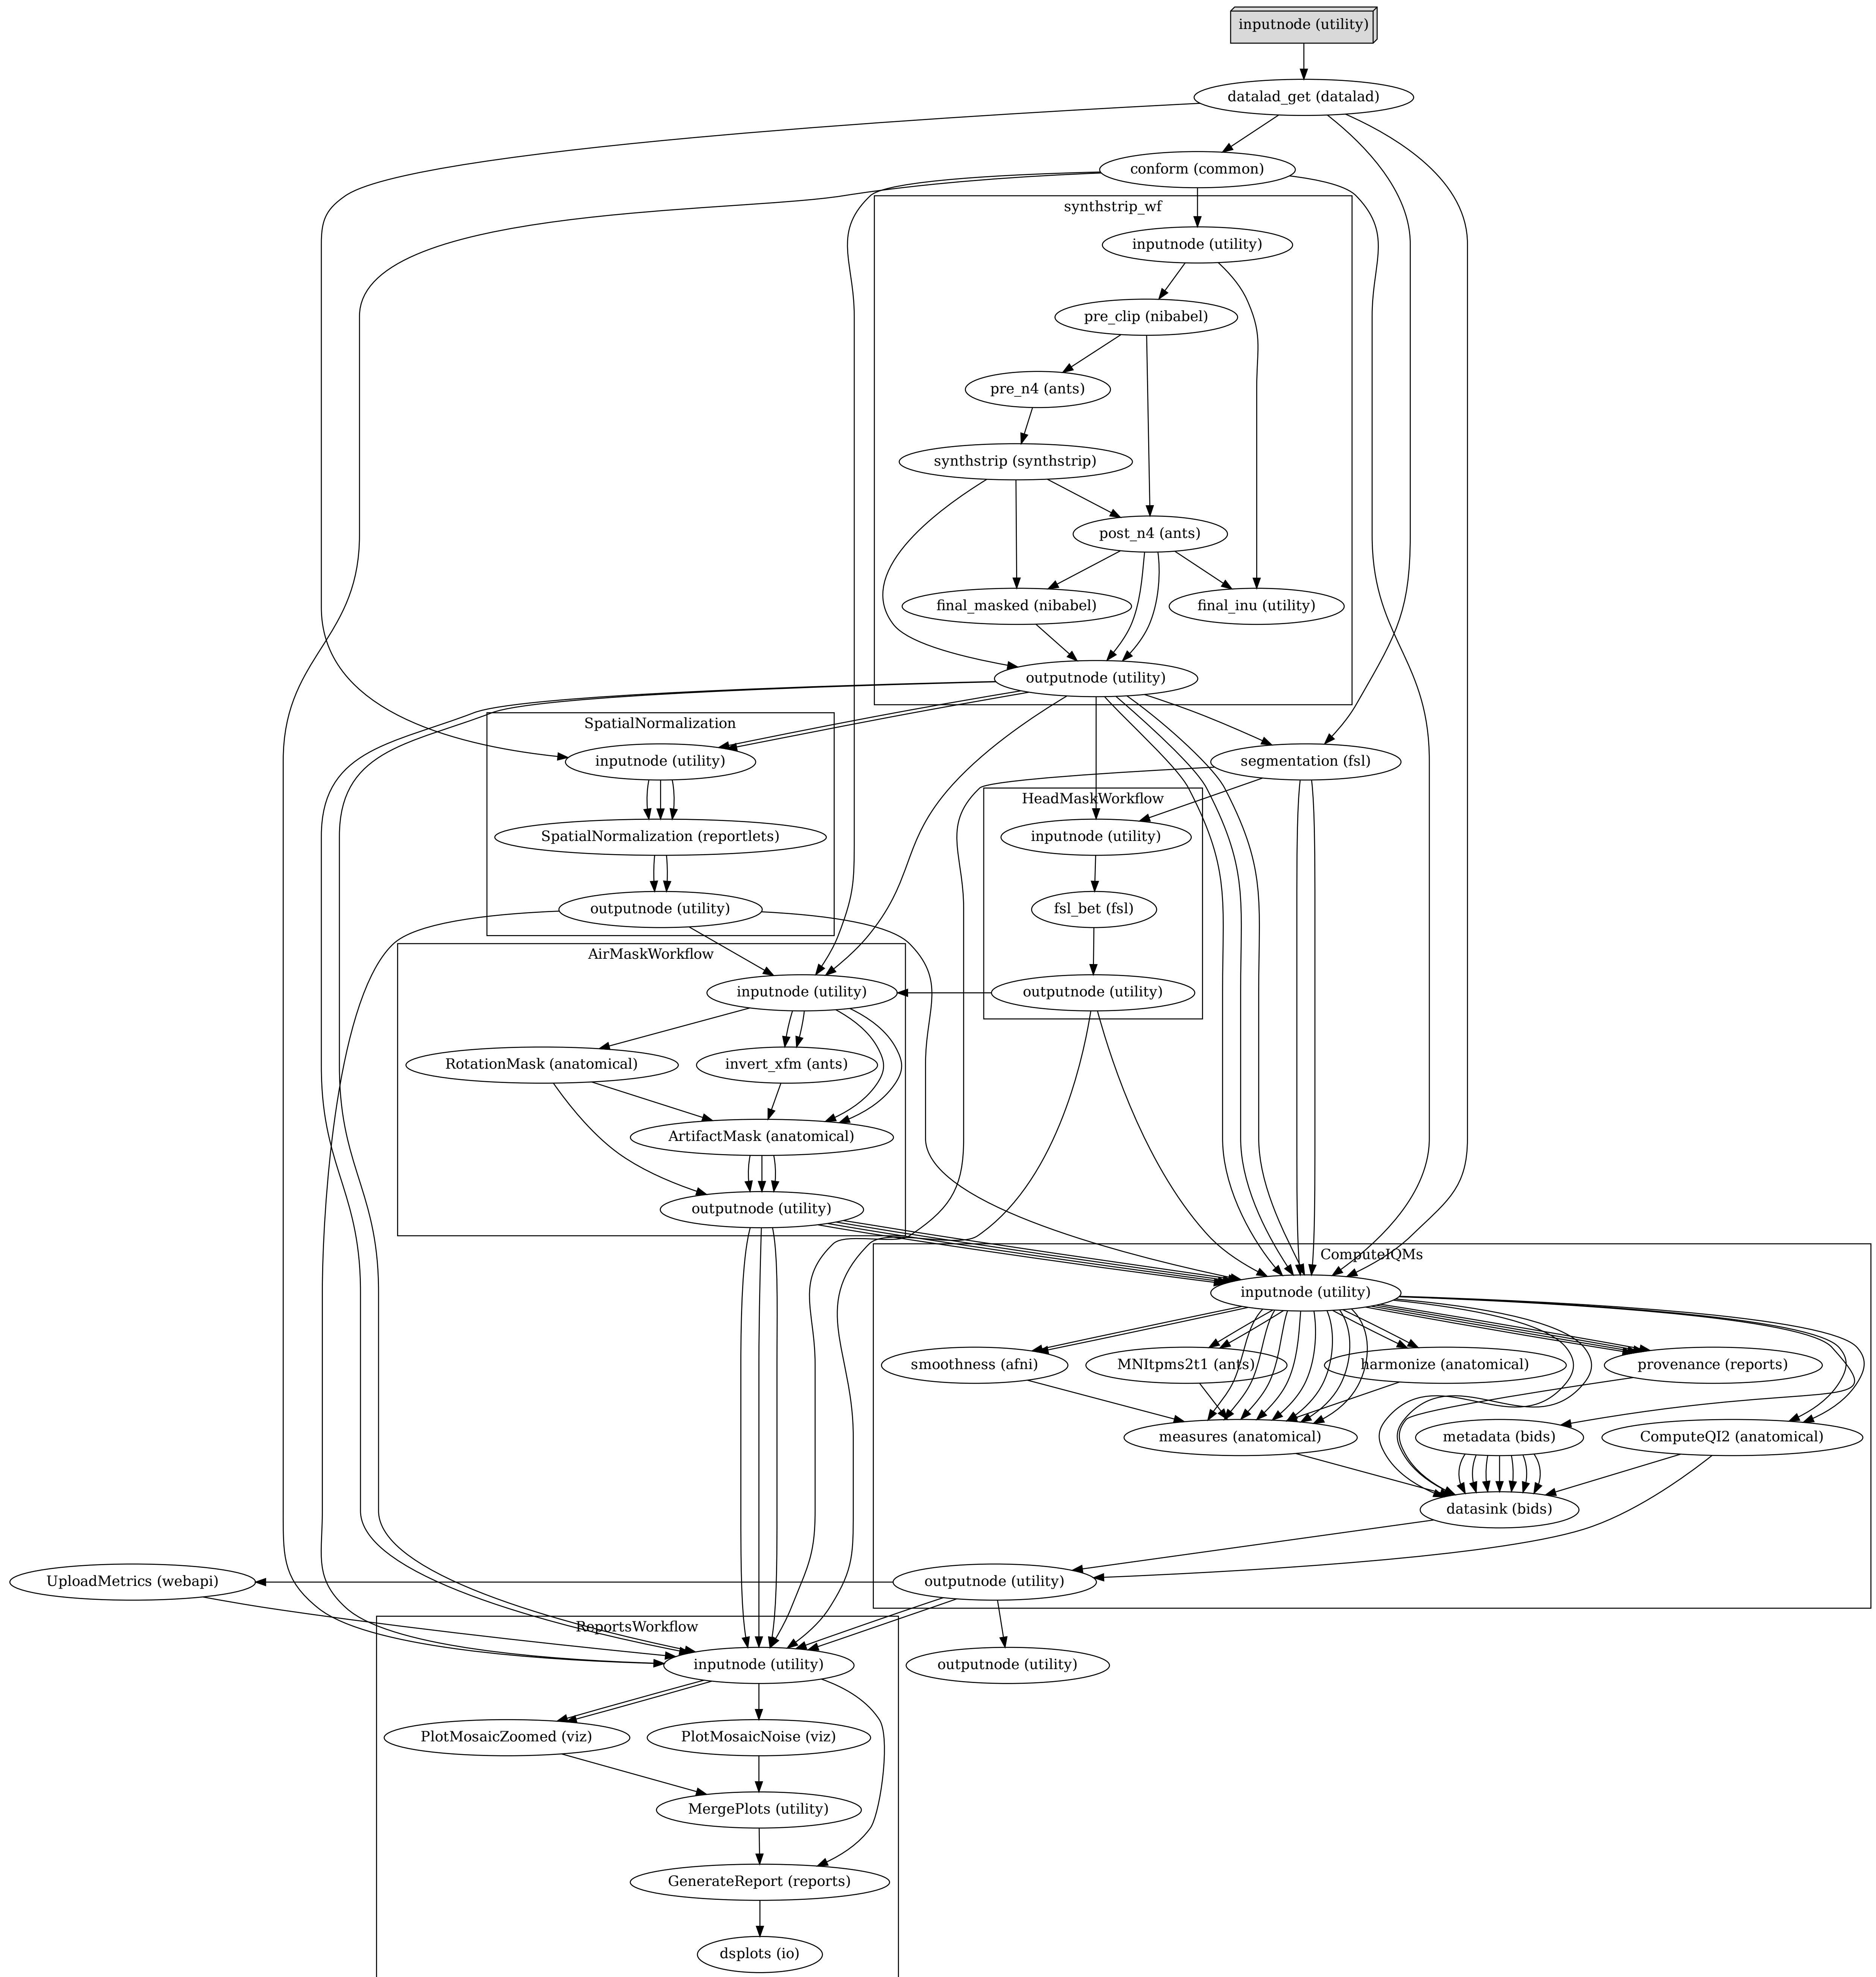 inputnode (utility)
datalad_get (datalad)
conform (common)
synthstrip_wf
inputnode (utility)
pre_clip (nibabel)
pre_n4 (ants)
synthstrip (synthstrip)
post_n4 (ants)
final_masked (nibabel)
final_inu (utility)
outputnode (utility)
SpatialNormalization
inputnode (utility)
segmentation (fsl)
HeadMaskWorkflow
SpatialNormalization (reportlets)
inputnode (utility)
outputnode (utility)
fsl_bet (fsl)
AirMaskWorkflow
inputnode (utility)
outputnode (utility)
RotationMask (anatomical)
invert_xfm (ants)
ArtifactMask (anatomical)
outputnode (utility)
ComputeIQMs
inputnode (utility)
smoothness (afni)
MNItpms2t1 (ants)
harmonize (anatomical)
provenance (reports)
measures (anatomical)
metadata (bids)
ComputeQI2 (anatomical)
datasink (bids)
UploadMetrics (webapi)
outputnode (utility)
ReportsWorkflow
inputnode (utility)
outputnode (utility)
PlotMosaicZoomed (viz)
PlotMosaicNoise (viz)
MergePlots (utility)
GenerateReport (reports)
dsplots (io)